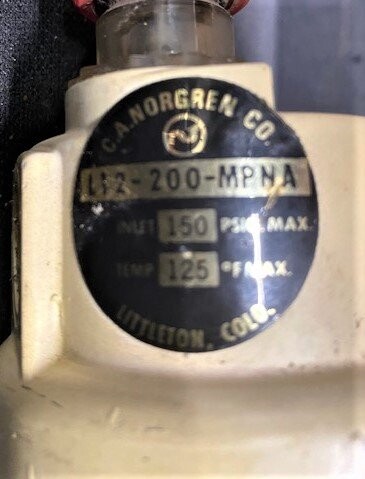 C.A.NORGREN CO.
L12-200-MPNA
INLET 150 PSIG. MAX.
TEMP 125 °F MAX.
LITTLETON, COLO.